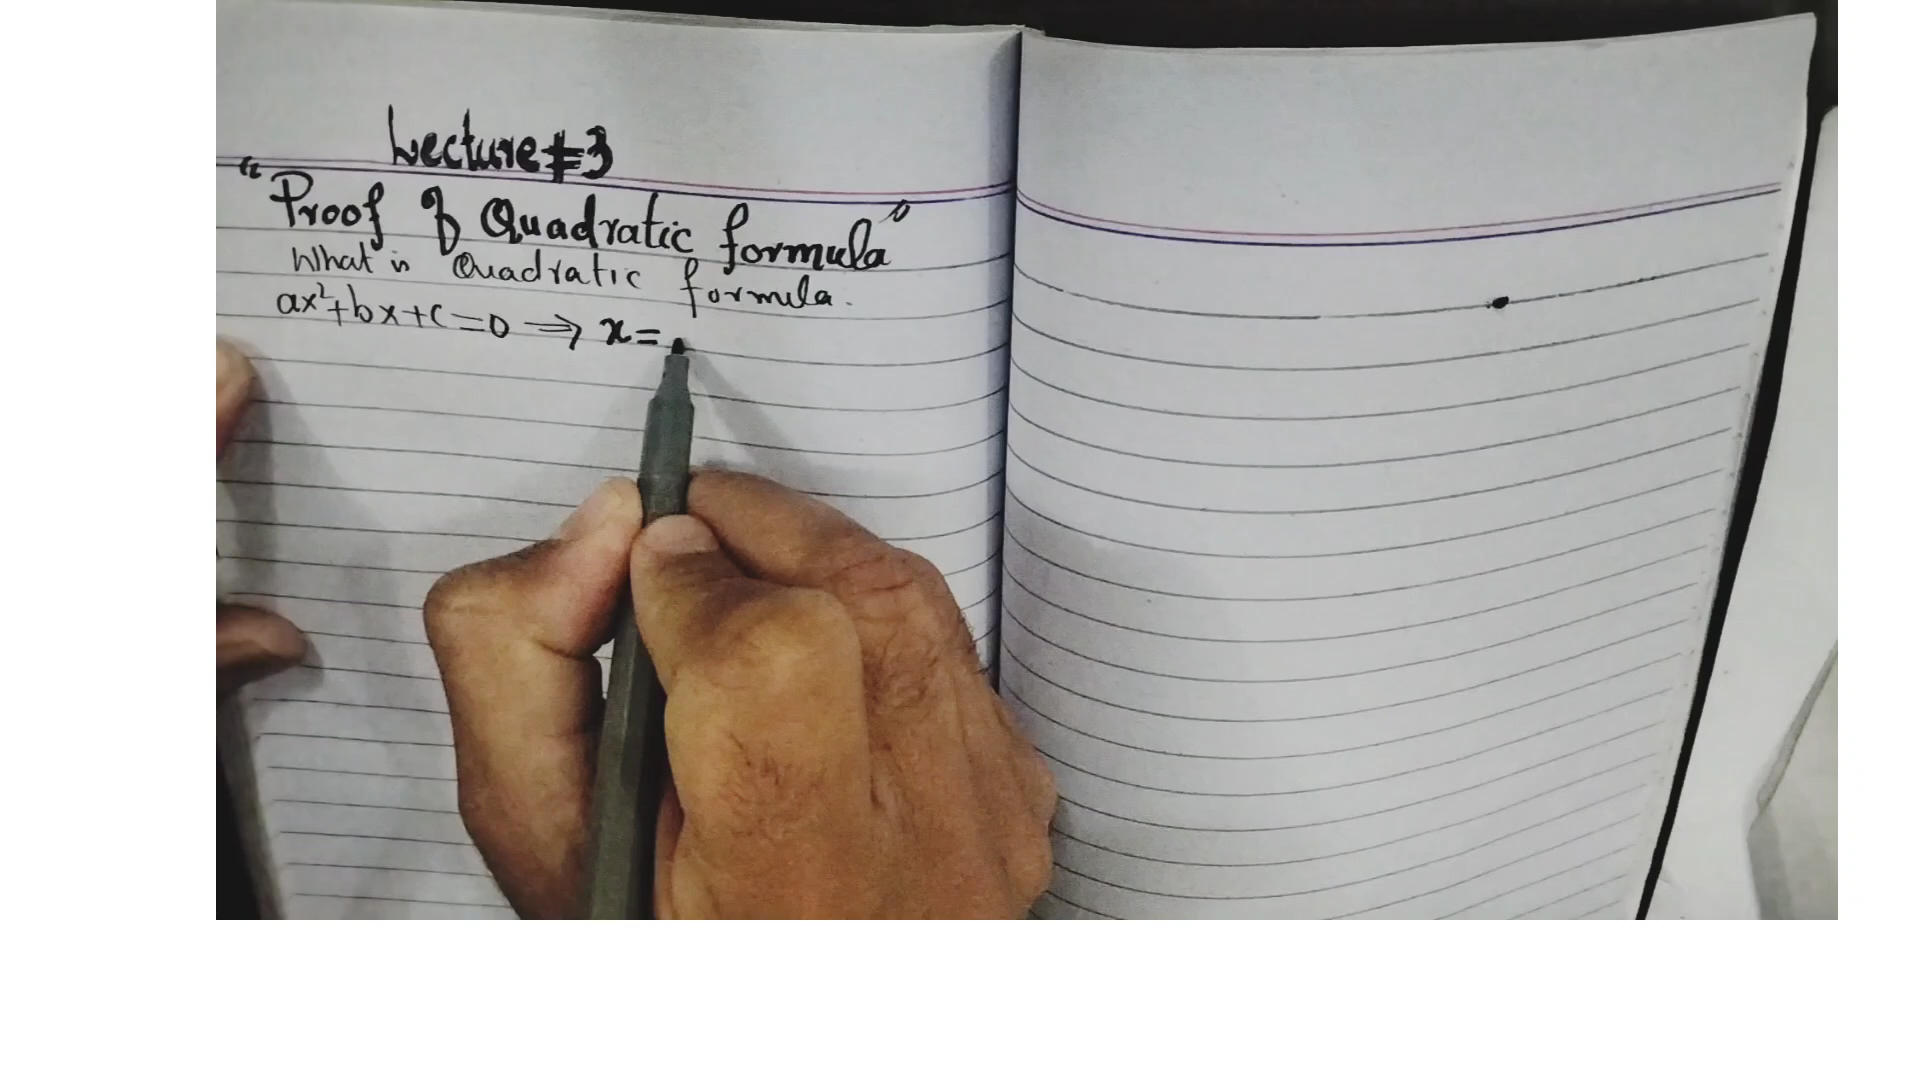 Lecture#3
"Proof of Quadratic formula"
What is Quadratic formula.
ax²+bx+c=0 ⇒ x=